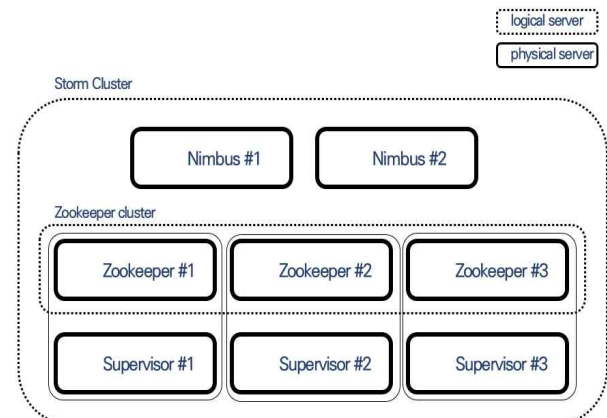 logical server
physical server
Storm Cluster
Nimbus #1
Nimbus #2
Zookeeper cluster
Zookeeper #1
Zookeeper #2
Zookeeper #3
Supervisor #1
Supervisor #2
Supervisor #3